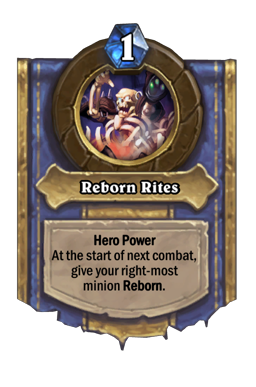 1
Reborn Rites
Hero Power
At the start of next combat,
give your right-most
minion Reborn.